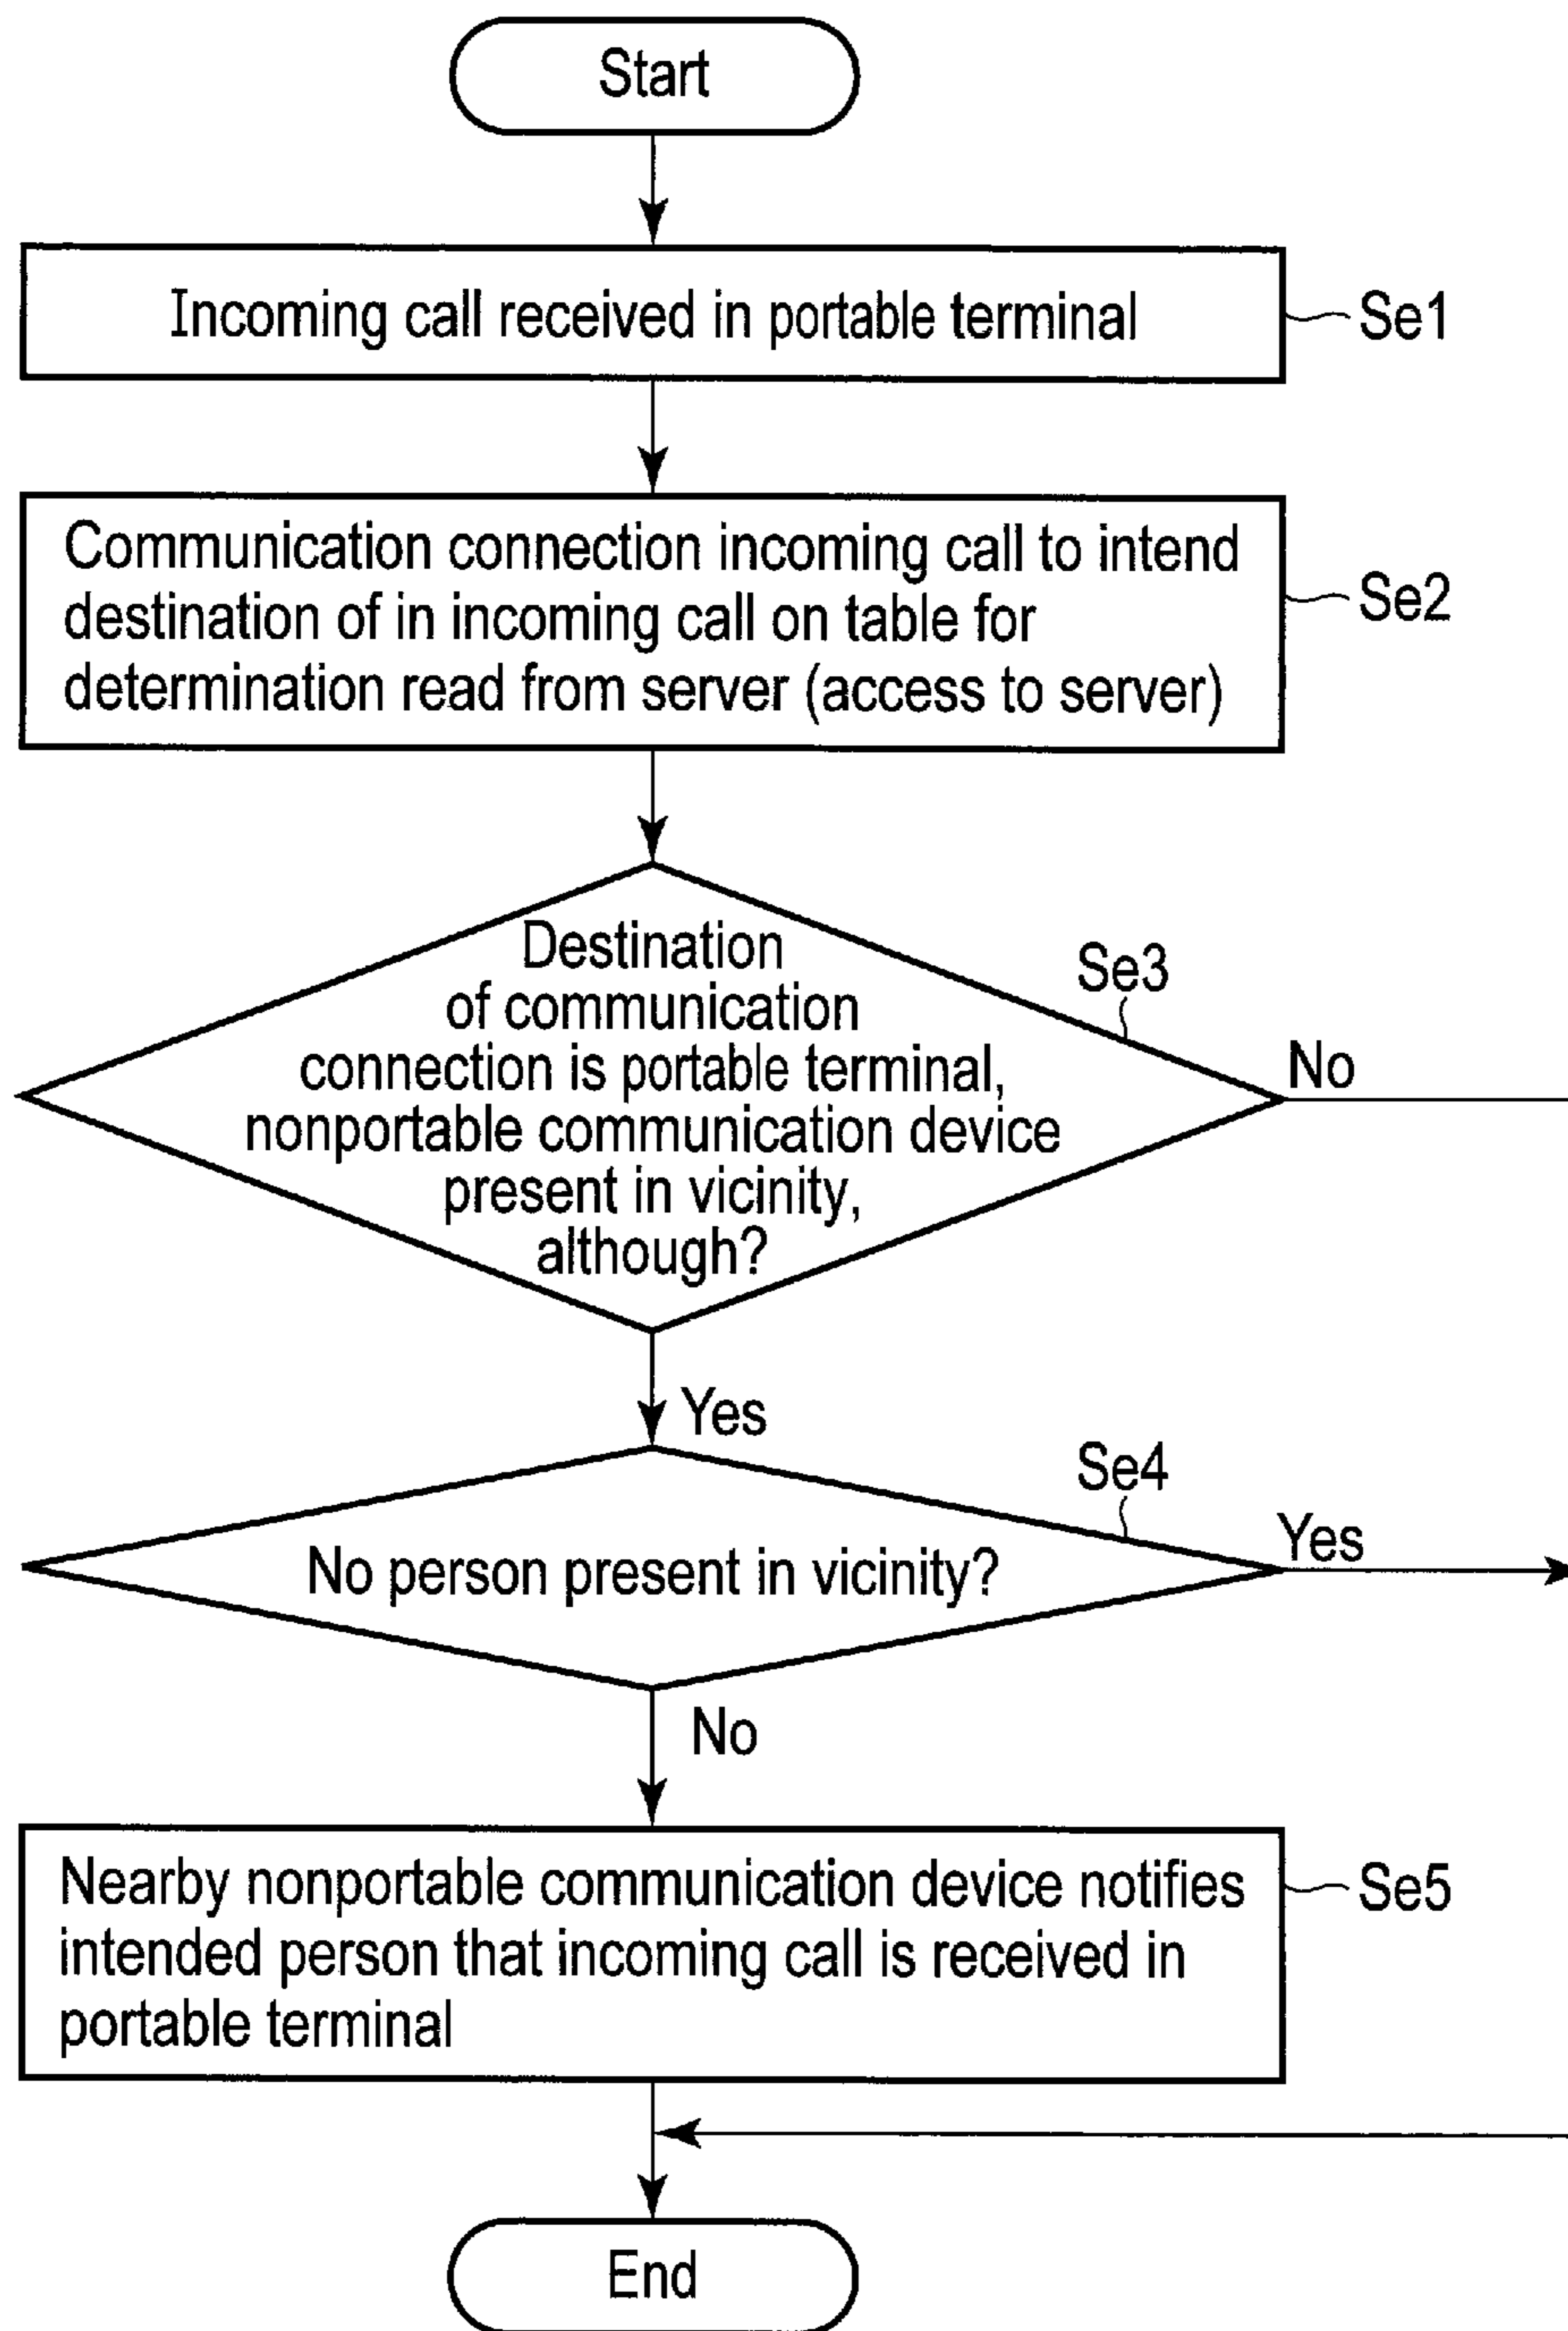 Start
Incoming call received in portable terminal
Se1
Communication connection incoming call to intend
destination of in incoming call on table for
determination read from server (access to server)
Se2
Destination
of communication
connection is portable terminal,
nonportable communication device
present in vicinity,
although?
Se3
No
Yes
No person present in vicinity?
Se4
Yes
No
Nearby nonportable communication device notifies
intended person that incoming call is received in
portable terminal
Se5
End